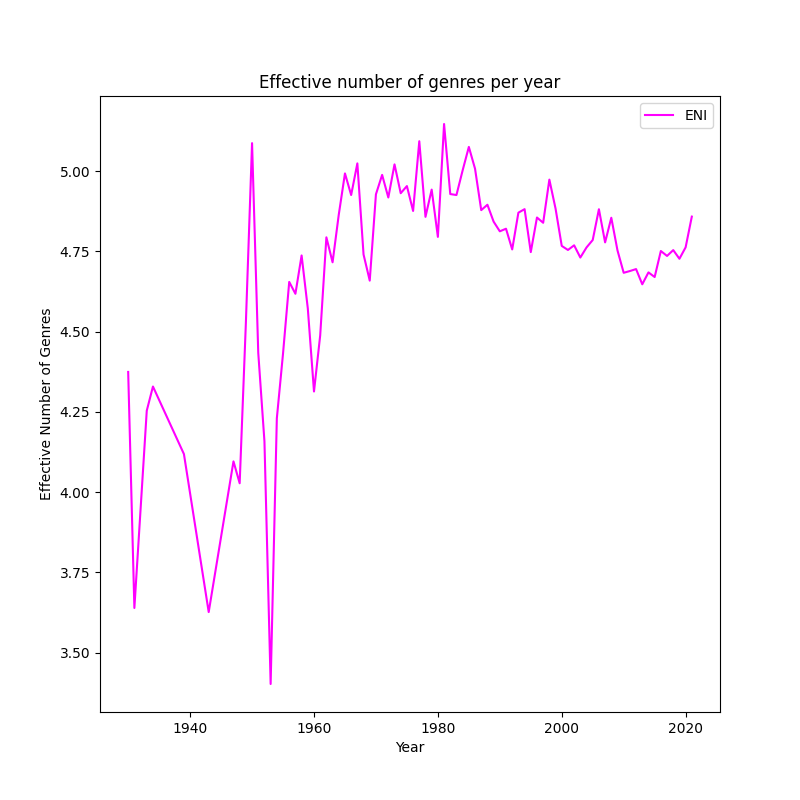 Effective number of genres per year
ENI
5.00
4.75
4.50
4.25
4.00
3.75
3.50
Effective Number of Genres
1940 1960 1980 2000 2020
Year